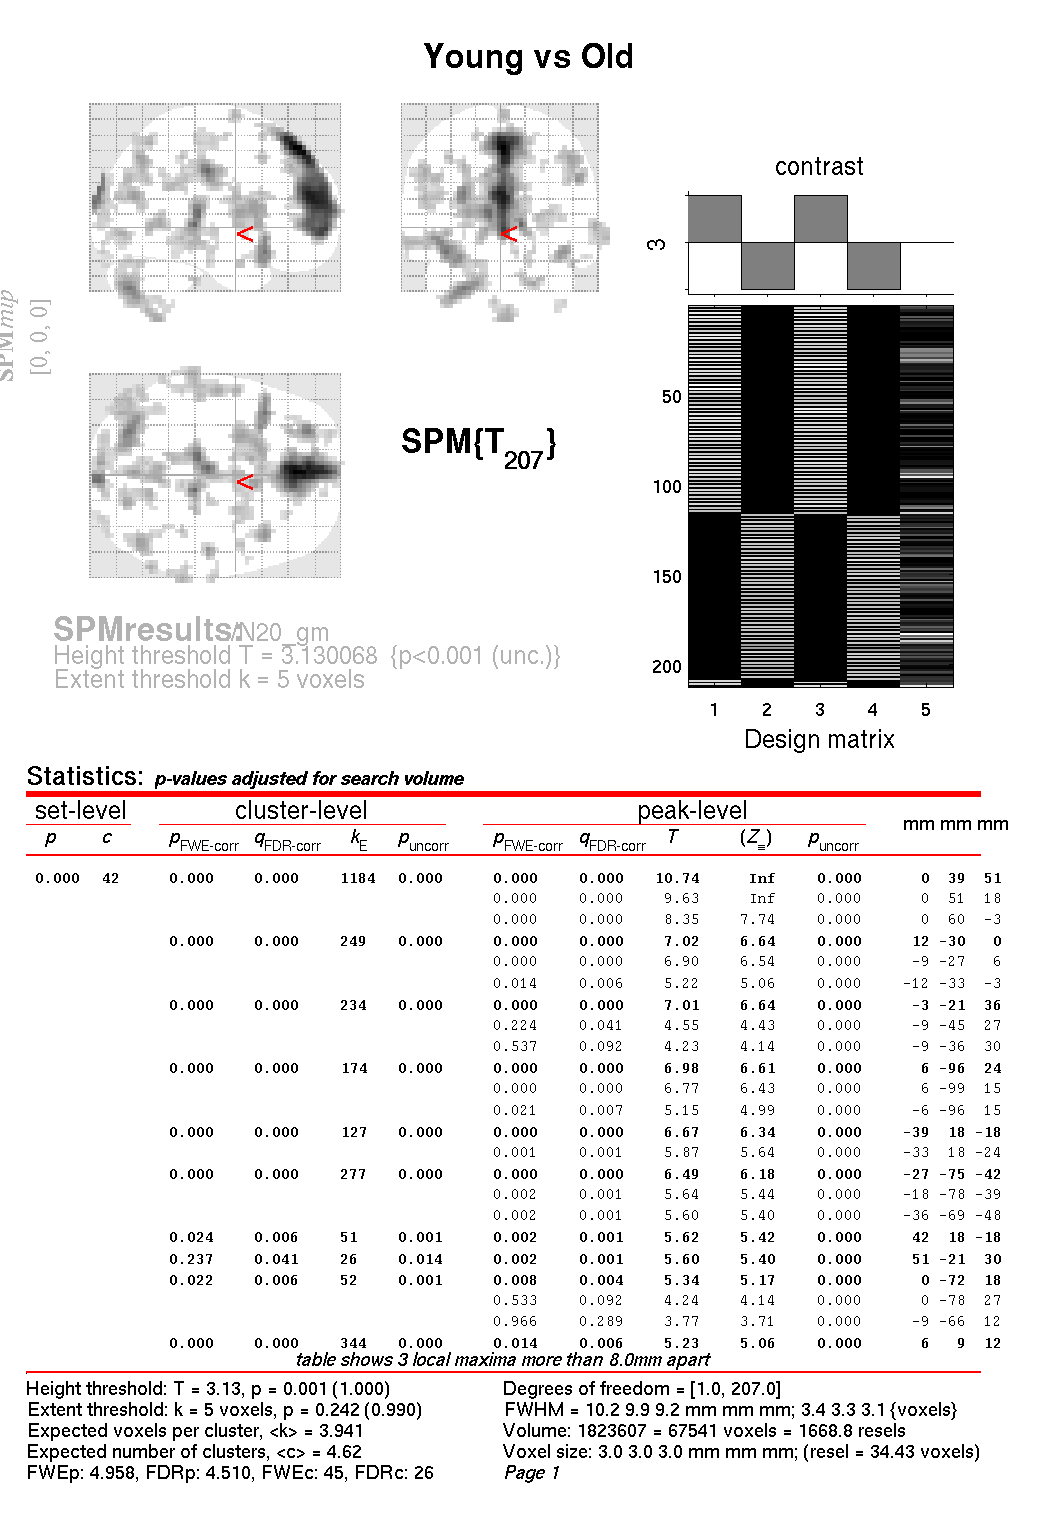 Young vs Old
contrast
3
SPMmip
[0, 0, 0]
<
<
<
SPM{T207}
50
100
150
200
1 2 3 4 5
Design matrix
SPMresults: /N20_gm
Height threshold T = 3.130068 {p<0.001 (unc.)}
Extent threshold k = 5 voxels
Statistics: p-values adjusted for search volume
set-level cluster-level peak-level
p c pFWE-corr qFDR-corr kE puncorr pFWE-corr qFDR-corr T (Z≡) puncorr mm mm mm
0.000 42 0.000 0.000 1184 0.000 0.000 0.000 10.74 Inf 0.000 0 39 51
0.000 0.000 9.63 Inf 0.000 0 51 18
0.000 0.000 8.35 7.74 0.000 0 60 -3
0.000 0.000 249 0.000 0.000 0.000 7.02 6.64 0.000 12 -30 0
0.000 0.000 6.90 6.54 0.000 -9 -27 6
0.014 0.006 5.22 5.06 0.000 -12 -33 -3
0.000 0.000 234 0.000 0.000 0.000 7.01 6.64 0.000 -3 -21 36
0.224 0.041 4.55 4.43 0.000 -9 -45 27
0.537 0.092 4.23 4.14 0.000 -9 -36 30
0.000 0.000 174 0.000 0.000 0.000 6.98 6.61 0.000 6 -96 24
0.000 0.000 6.77 6.43 0.000 6 -99 15
0.021 0.007 5.15 4.99 0.000 -6 -96 15
0.000 0.000 127 0.000 0.000 0.000 6.67 6.34 0.000 -39 18 -18
0.001 0.001 5.87 5.64 0.000 -33 18 -24
0.000 0.000 277 0.000 0.000 0.000 6.49 6.18 0.000 -27 -75 -42
0.002 0.001 5.64 5.44 0.000 -18 -78 -39
0.002 0.001 5.60 5.40 0.000 -36 -69 -48
0.024 0.006 51 0.001 0.002 0.001 5.62 5.42 0.000 42 18 -18
0.237 0.041 26 0.014 0.002 0.001 5.60 5.40 0.000 51 -21 30
0.022 0.006 52 0.001 0.008 0.004 5.34 5.17 0.000 0 -72 18
0.533 0.092 4.24 4.14 0.000 0 -78 27
0.966 0.289 3.77 3.71 0.000 -9 -66 12
0.000 0.000 344 0.000 0.014 0.006 5.23 5.06 0.000 6 9 12
table shows 3 local maxima more than 8.0mm apart
Height threshold: T = 3.13, p = 0.001 (1.000)
Extent threshold: k = 5 voxels, p = 0.242 (0.990)
Expected voxels per cluster, <k> = 3.941
Expected number of clusters, <c> = 4.62
FWEp: 4.958, FDRp: 4.510, FWEc: 45, FDRc: 26
Degrees of freedom = [1.0, 207.0]
FWHM = 10.2 9.9 9.2 mm mm mm; 3.4 3.3 3.1 {voxels}
Volume: 1823607 = 67541 voxels = 1668.8 resels
Voxel size: 3.0 3.0 3.0 mm mm mm; (resel = 34.43 voxels)
Page 1